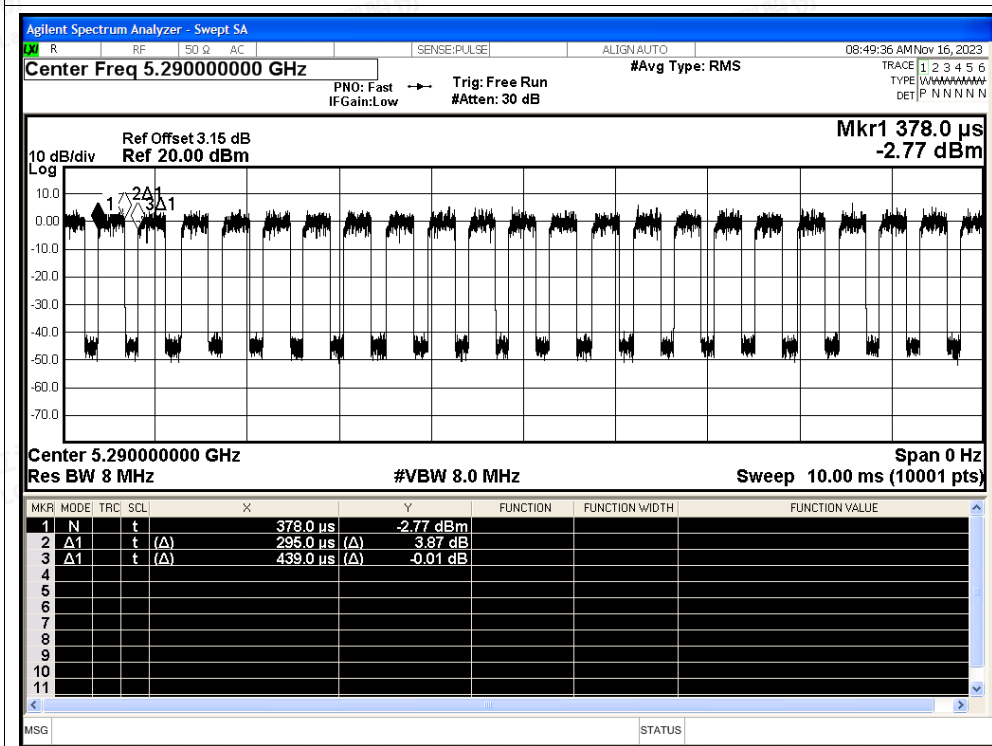 Agilent Spectrum Analyzer - Swept SA
LXI R RF 50 Ω AC SENSE:PULSE ALIGN AUTO 08:49:36 AM Nov 16, 2023
Center Freq 5.290000000 GHz #Avg Type: RMS TRACE 1 2 3 4 5 6
PNO: Fast Trig: Free Run TYPE WWWWWW
IFGain:Low #Atten: 30 dB DET P N N N N N
Mkr1 378.0 µs
Ref Offset 3.15 dB
10 dB/div Ref 20.00 dBm -2.77 dBm
Log
10.0
1 2Δ1 3Δ1
0.00
-10.0
-20.0
-30.0
-40.0
-50.0
-60.0
-70.0
Center 5.290000000 GHz Span 0 Hz
Res BW 8 MHz #VBW 8.0 MHz Sweep 10.00 ms (10001 pts)
MKR MODE TRC SCL X Y FUNCTION FUNCTION WIDTH FUNCTION VALUE
1 N t 378.0 µs -2.77 dBm
2 Δ1 t (Δ) 295.0 µs (Δ) 3.87 dB
3 Δ1 t (Δ) 439.0 µs (Δ) -0.01 dB
4
5
6
7
8
9
10
11
MSG STATUS